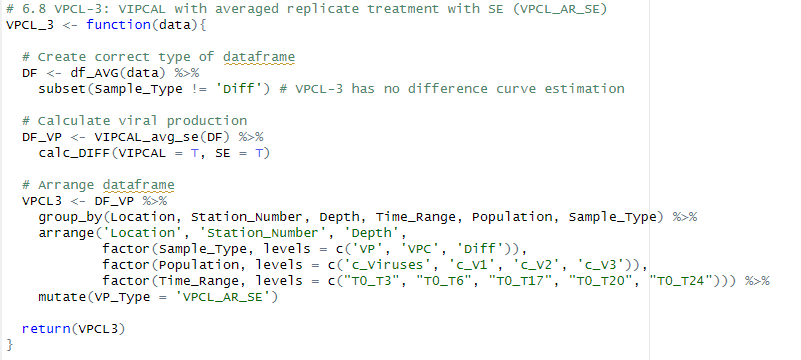 # 6.8 VPCL-3: VIPCAL with averaged replicate treatment with SE (VPCL_AR_SE)
VPCL_3 <- function(data){
# Create correct type of dataframe
DF <- df_AVG(data) %>%
subset(Sample_Type != 'Diff') # VPCL-3 has no difference curve estimation
# Calculate viral production
DF_VP <- VIPCAL_avg_se(DF) %>%
calc_DIFF(VIPCAL = T, SE = T)
# Arrange dataframe
VPCL3 <- DF_VP %>%
group_by(Location, Station_Number, Depth, Time_Range, Population, Sample_Type) %>%
arrange('Location', 'Station_Number', 'Depth',
factor(Sample_Type, levels = c('VP', 'VPC', 'Diff')),
factor(Population, levels = c('c_Viruses', 'c_V1', 'c_V2', 'c_V3')),
factor(Time_Range, levels = c("T0_T3", "T0_T6", "T0_T17", "T0_T20", "T0_T24"))) %>%
mutate(VP_Type = 'VPCL_AR_SE')
return(VPCL3)
}